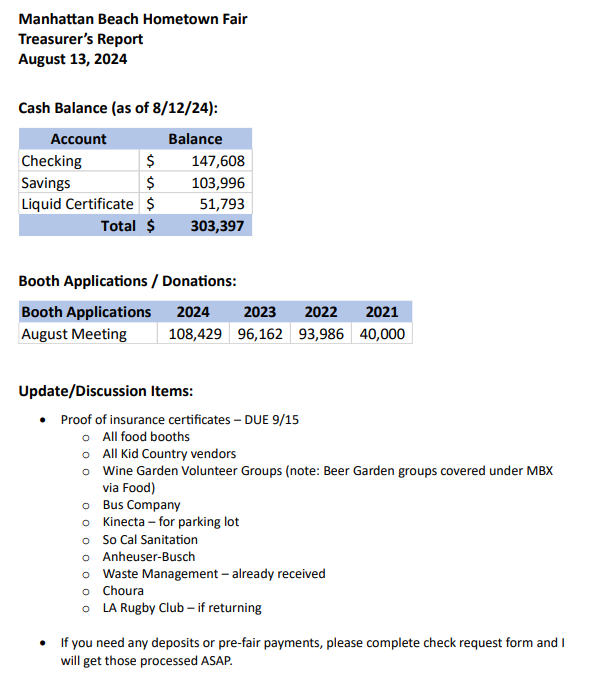 Manhattan Beach Hometown Fair
Treasurer's Report
August 13, 2024
Cash Balance (as of 8/12/24):
Account Balance
Checking $ 147,608
Savings $ 103,996
Liquid Certificate $ 51,793
Total $ 303,397
Booth Applications / Donations:
Booth Applications 2024 2023 2022 2021
August Meeting 108,429 96,162 93,986 40,000
Update/Discussion Items:
• Proof of insurance certificates – DUE 9/15
o All food booths
o All Kid Country vendors
o Wine Garden Volunteer Groups (note: Beer Garden groups covered under MBX
via Food)
o Bus Company
o Kinecta – for parking lot
o So Cal Sanitation
o Anheuser-Busch
o Waste Management – already received
o Choura
o LA Rugby Club – if returning
• If you need any deposits or pre-fair payments, please complete check request form and I
will get those processed ASAP.